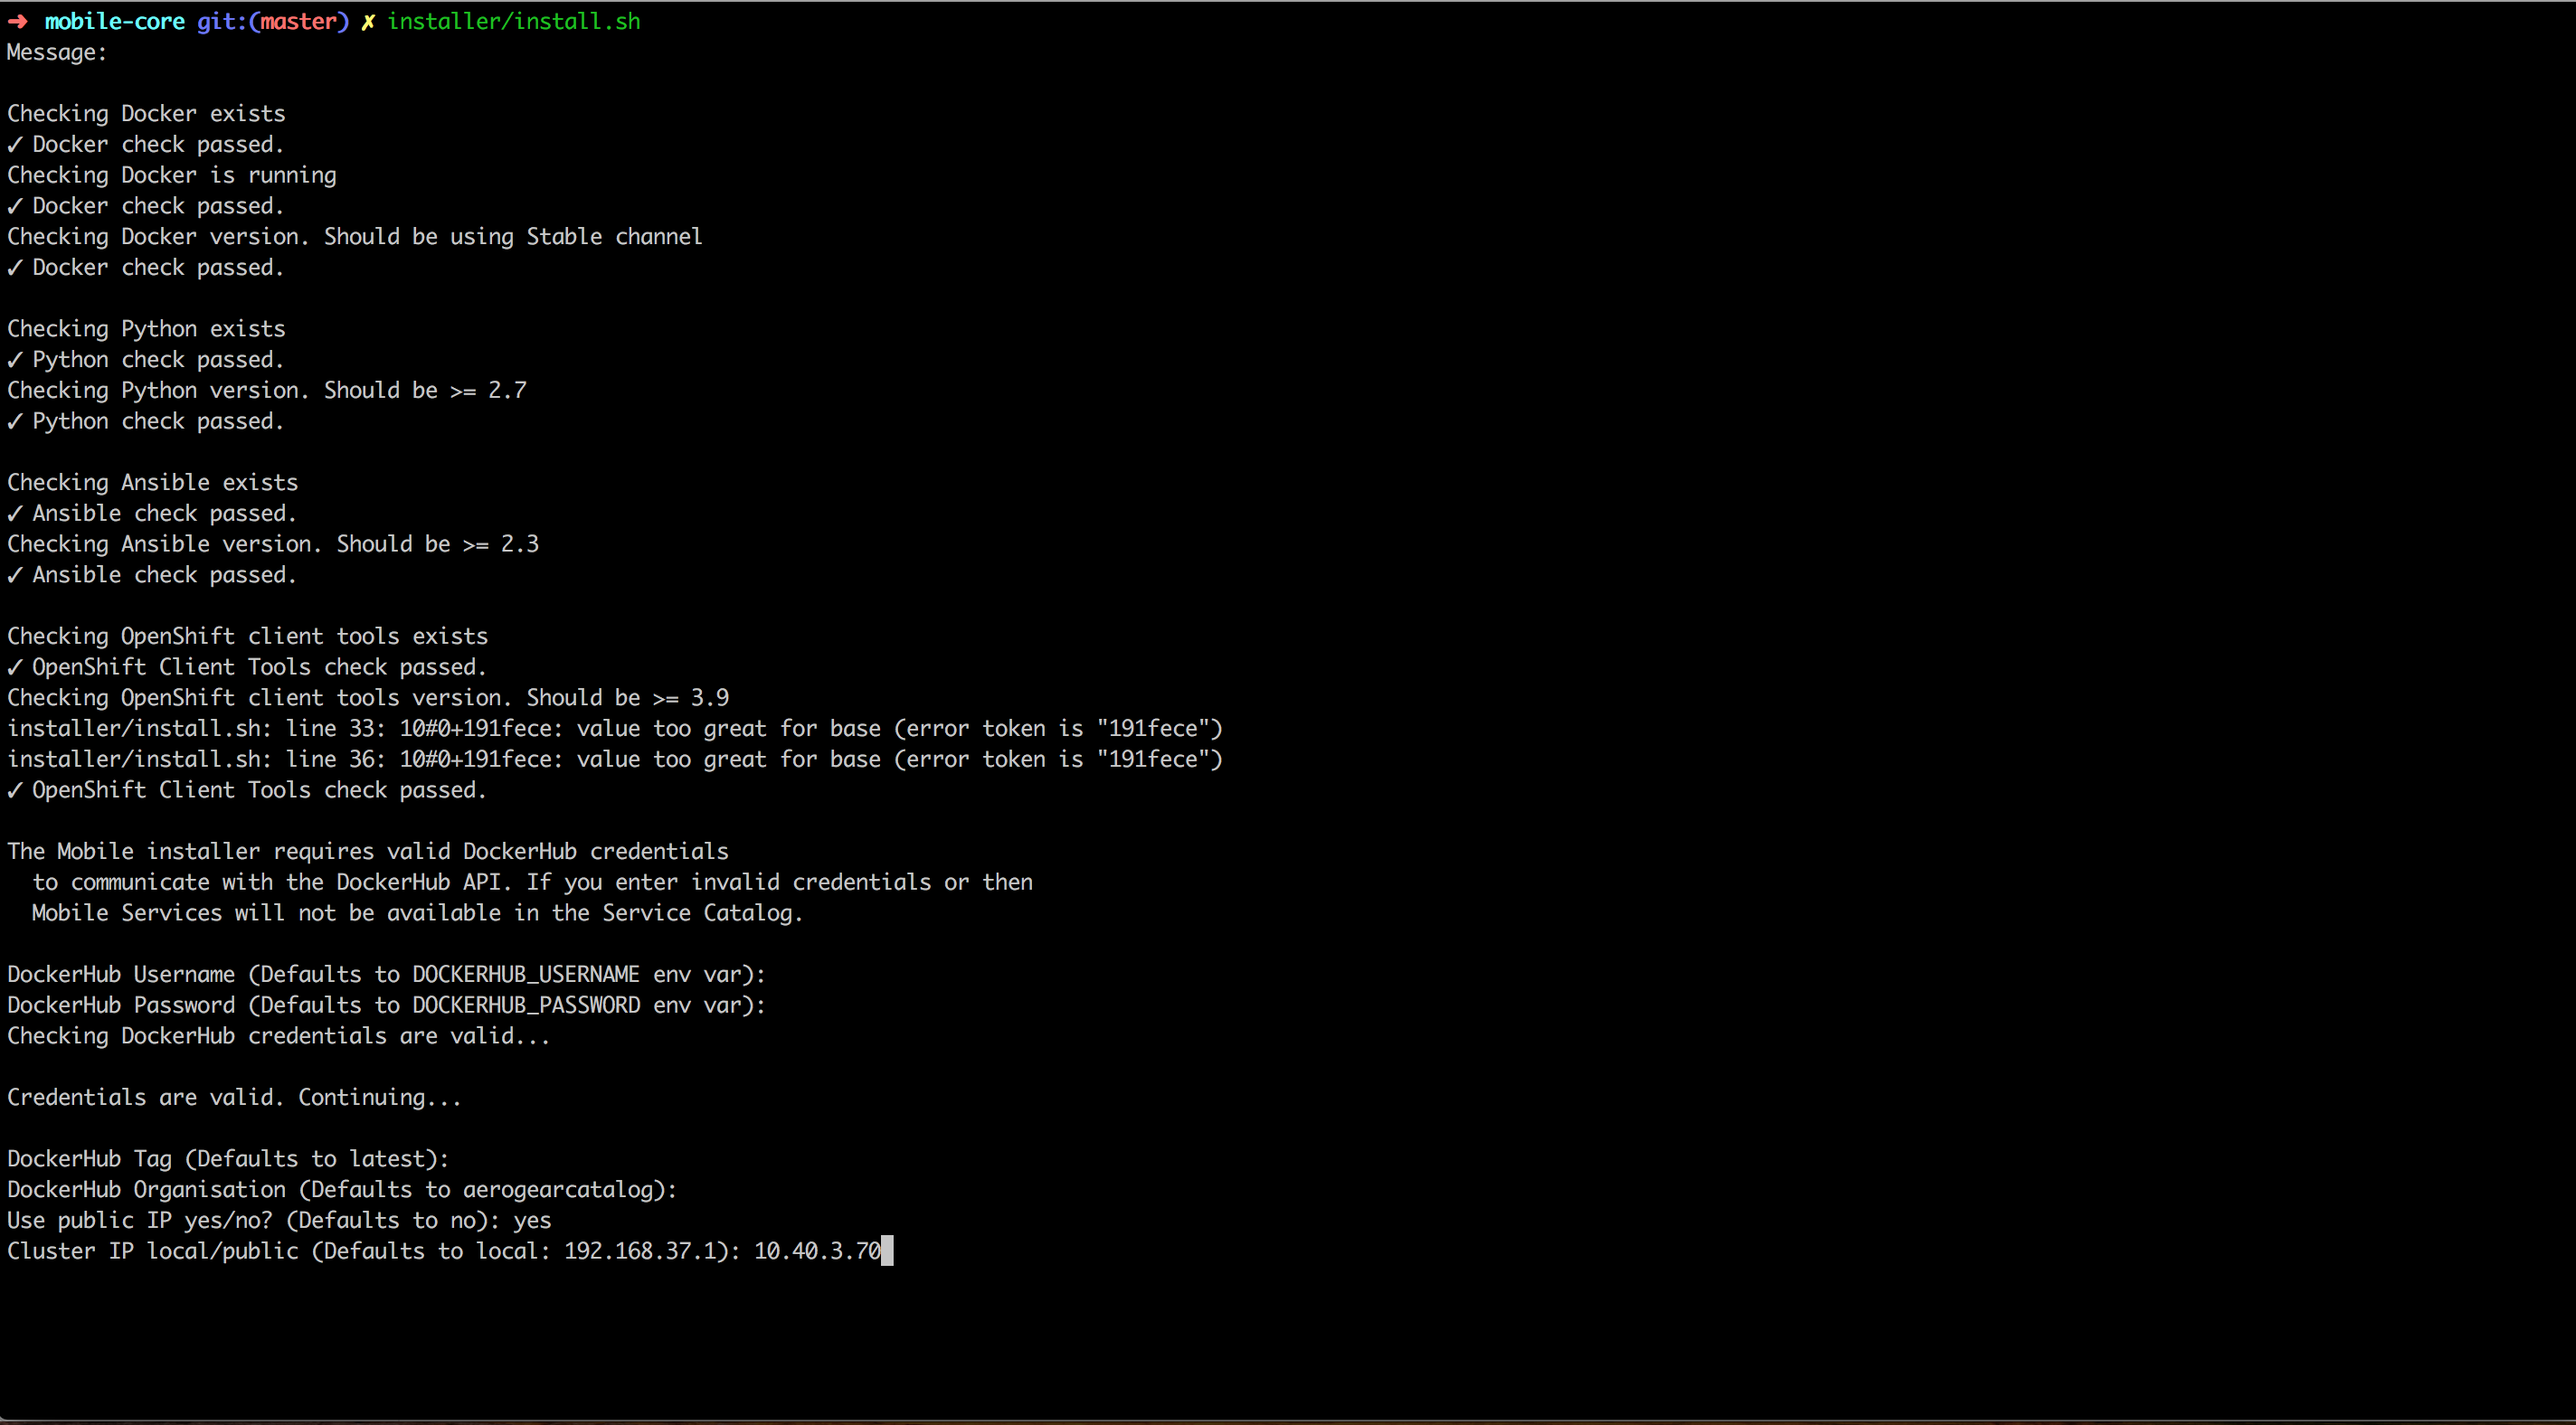 ➜ mobile-core git:(master) ✗ installer/install.sh
Message:
Checking Docker exists
✓ Docker check passed.
Checking Docker is running
✓ Docker check passed.
Checking Docker version. Should be using Stable channel
✓ Docker check passed.
Checking Python exists
✓ Python check passed.
Checking Python version. Should be >= 2.7
✓ Python check passed.
Checking Ansible exists
✓ Ansible check passed.
Checking Ansible version. Should be >= 2.3
✓ Ansible check passed.
Checking OpenShift client tools exists
✓ OpenShift Client Tools check passed.
Checking OpenShift client tools version. Should be >= 3.9
installer/install.sh: line 33: 10#0+191fece: value too great for base (error token is "191fece")
installer/install.sh: line 36: 10#0+191fece: value too great for base (error token is "191fece")
✓ OpenShift Client Tools check passed.
The Mobile installer requires valid DockerHub credentials
to communicate with the DockerHub API. If you enter invalid credentials or then
Mobile Services will not be available in the Service Catalog.
DockerHub Username (Defaults to DOCKERHUB_USERNAME env var):
DockerHub Password (Defaults to DOCKERHUB_PASSWORD env var):
Checking DockerHub credentials are valid...
Credentials are valid. Continuing...
DockerHub Tag (Defaults to latest):
DockerHub Organisation (Defaults to aerogearcatalog):
Use public IP yes/no? (Defaults to no): yes
Cluster IP local/public (Defaults to local: 192.168.37.1): 10.40.3.70